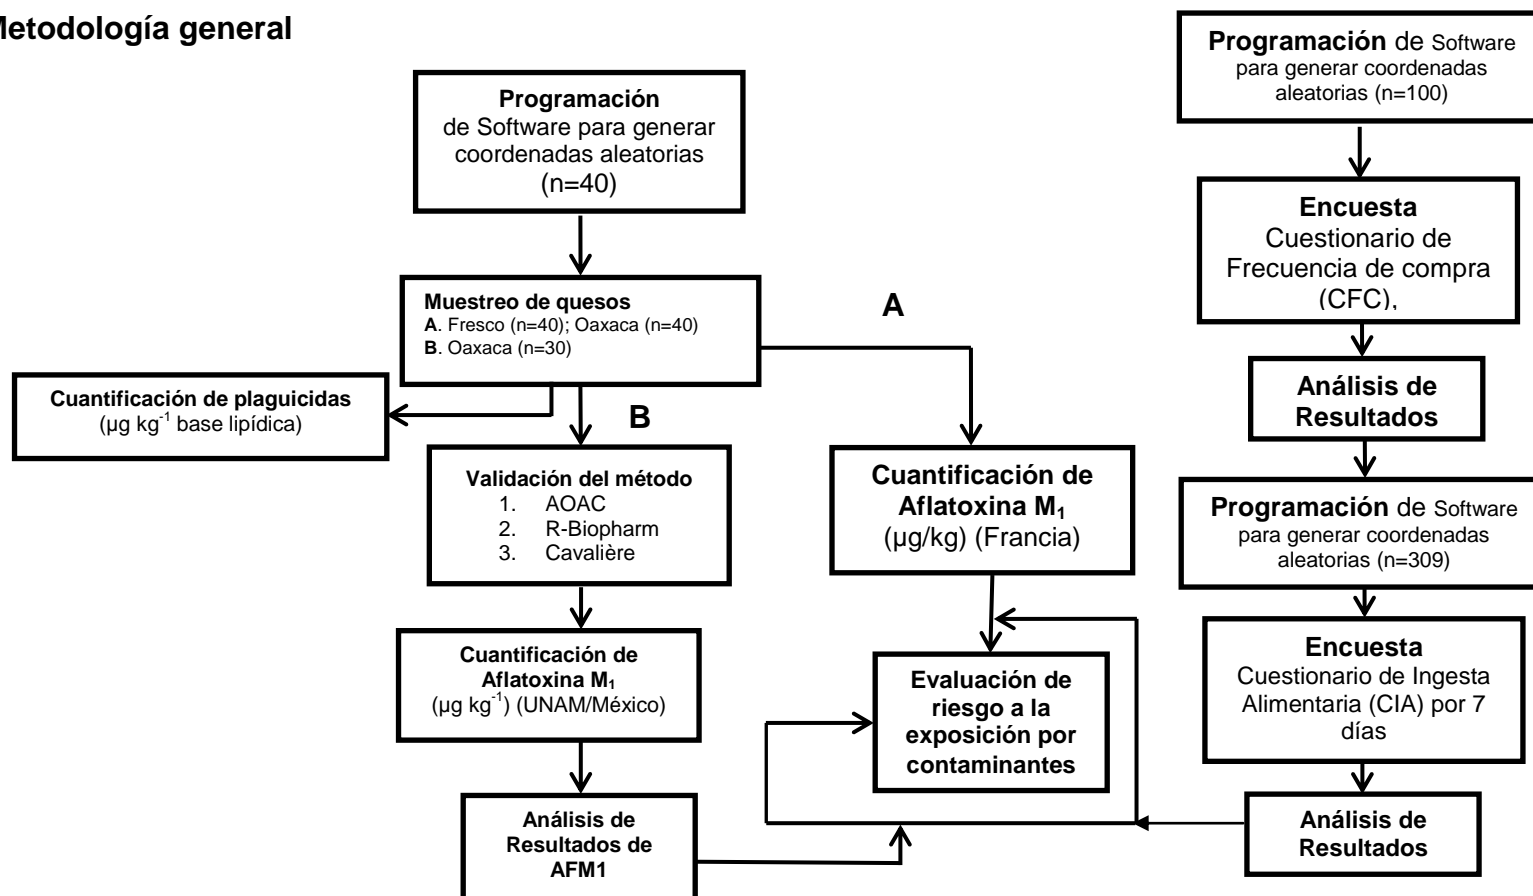 Metodología general
Programación
de Software para generar
coordenadas aleatorias
(n=40)
Muestreo de quesos
A. Fresco (n=40); Oaxaca (n=40)
B. Oaxaca (n=30)
A
B
Cuantificación de plaguicidas
(µg kg⁻¹ base lipídica)
Validación del método
1. AOAC
2. R-Biopharm
3. Cavalière
Cuantificación de
Aflatoxina M₁
(µg kg⁻¹) (UNAM/México)
Análisis de
Resultados de
AFM1
Cuantificación de
Aflatoxina M₁
(µg/kg) (Francia)
Evaluación de
riesgo a la
exposición por
contaminantes
Programación de Software
para generar coordenadas
aleatorias (n=100)
Encuesta
Cuestionario de
Frecuencia de compra
(CFC),
Análisis de
Resultados
Programación de Software
para generar coordenadas
aleatorias (n=309)
Encuesta
Cuestionario de Ingesta
Alimentaria (CIA) por 7
días
Análisis de
Resultados